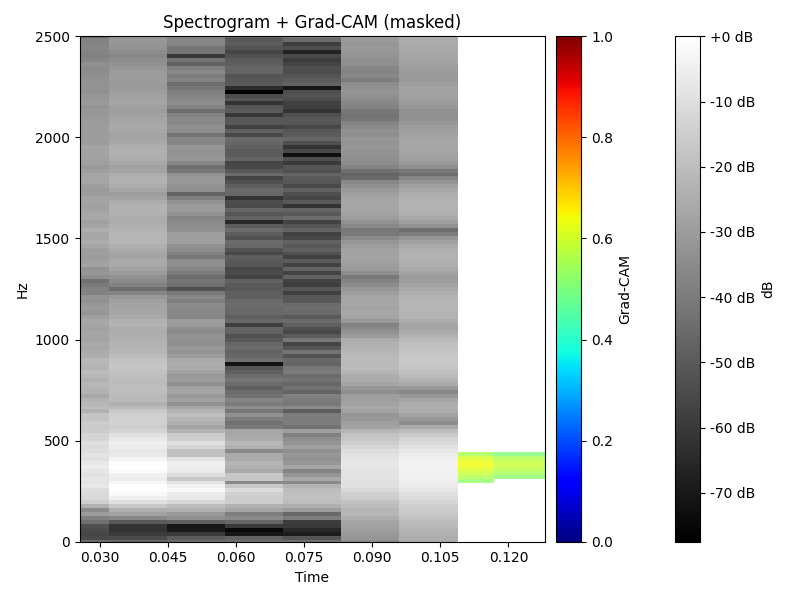 Spectrogram + Grad-CAM (masked)
2500
2000
1500
1000
500
0
Hz
0.030
0.045
0.060
0.075
0.090
0.105
0.120
Time
1.0
0.8
0.6
0.4
0.2
0.0
Grad-CAM
+0 dB
-10 dB
-20 dB
-30 dB
-40 dB
-50 dB
-60 dB
-70 dB
dB